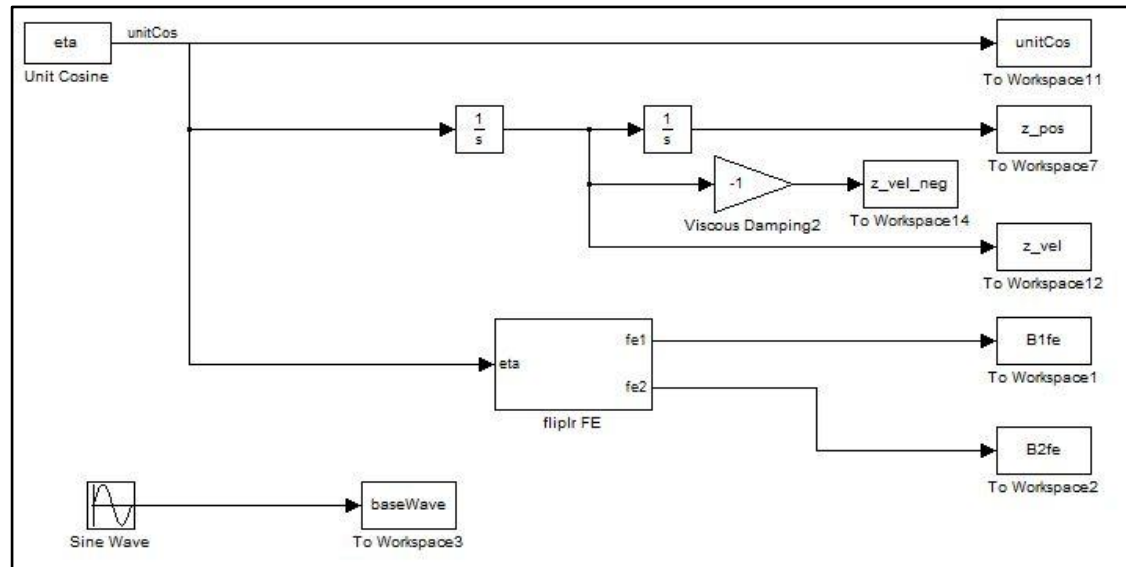 eta
unitCos
unitCos
Unit Cosine
To Workspace11
1
s
1
s
z_pos
To Workspace7
-1
z_vel_neg
Viscous Damping2
To Workspace14
z_vel
To Workspace12
eta
fe1
fe2
fliplr FE
B1fe
To Workspace1
B2fe
To Workspace2
baseWave
Sine Wave
To Workspace3